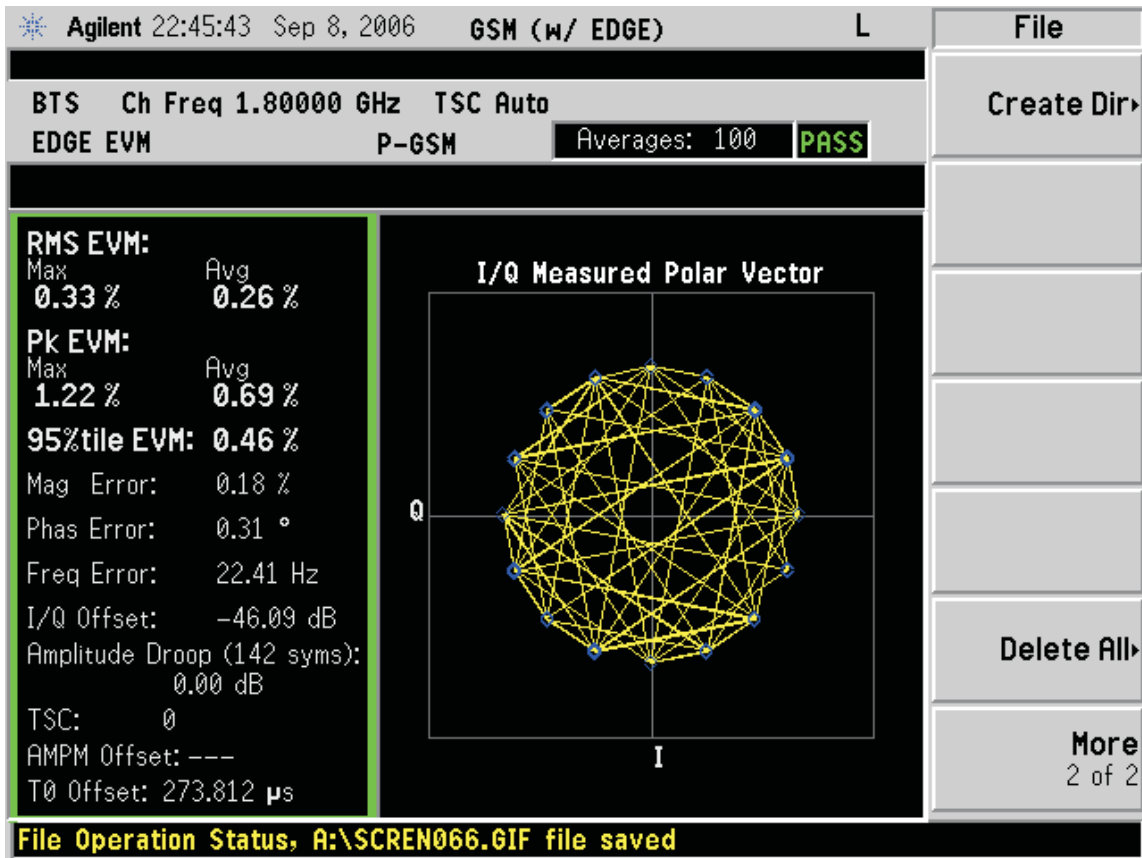 Agilent 22:45:43 Sep 8, 2006 GSM (w/ EDGE) L
File
BTS Ch Freq 1.80000 GHz TSC Auto
EDGE EVM P-GSM Averages: 100 PASS
Create Dir
RMS EVM:
Max Avg
0.33 % 0.26 %
Pk EVM:
Max Avg
1.22 % 0.69 %
95%tile EVM: 0.46 %
Mag Error: 0.18 %
Phas Error: 0.31 °
Freq Error: 22.41 Hz
I/Q Offset: -46.09 dB
Amplitude Droop (142 syms):
0.00 dB
TSC: 0
AMPM Offset: ---
T0 Offset: 273.812 µs
I/Q Measured Polar Vector
Q
I
Delete All
More
2 of 2
File Operation Status, A:\SCREN066.GIF file saved